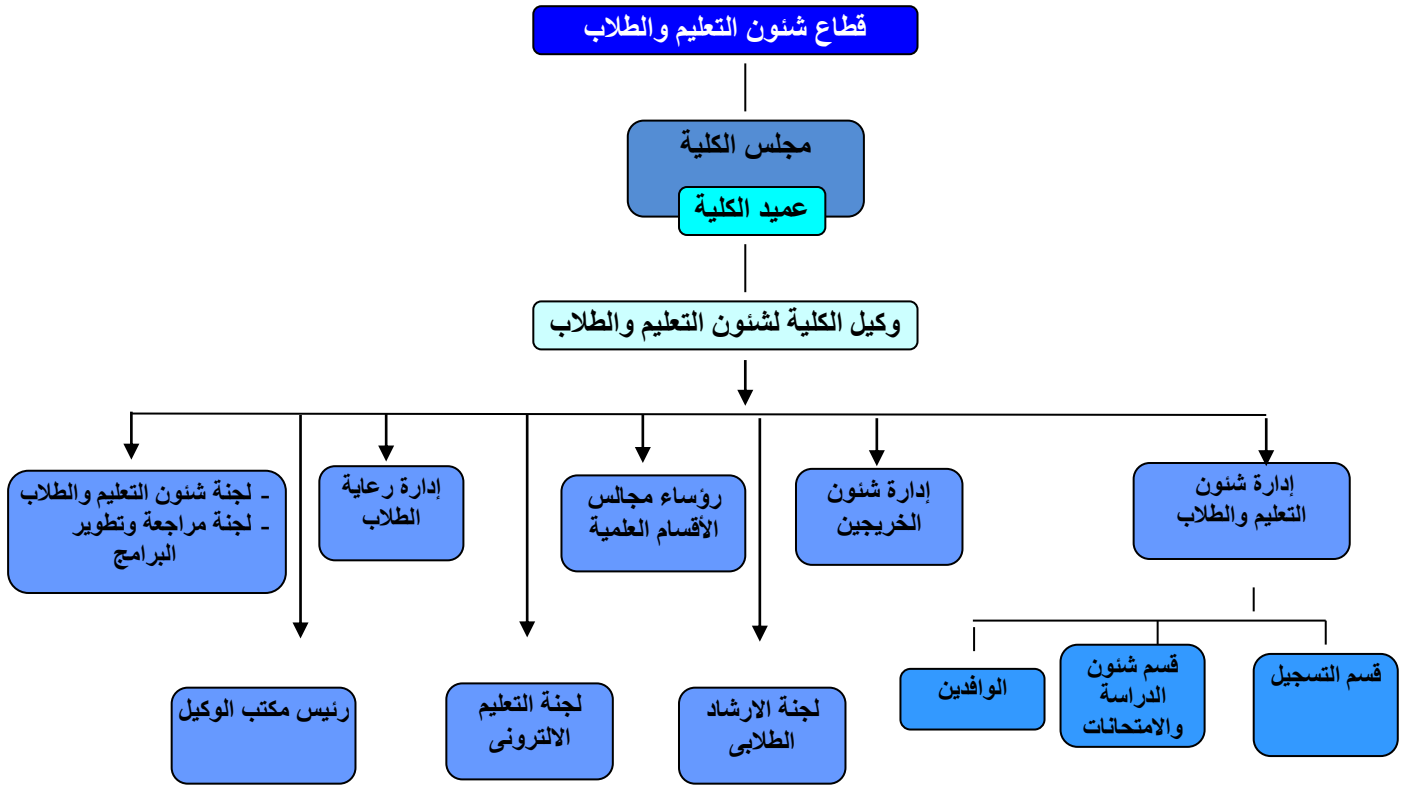 قطاع شئون التعليم والطلاب
مجلس الكلية
عميد الكلية
وكيل الكلية لشئون التعليم والطلاب
إدارة شئون
التعليم والطلاب
إدارة شئون
الخريجين
رؤساء مجالس
الأقسام العلمية
إدارة رعاية
الطلاب
- لجنة شئون التعليم والطلاب
- لجنة مراجعة وتطوير
البرامج
قسم التسجيل
قسم شئون
الدراسة
والامتحانات
الوافدين
لجنة الارشاد
الطلابى
لجنة التعليم
الالترونى
رئيس مكتب الوكيل